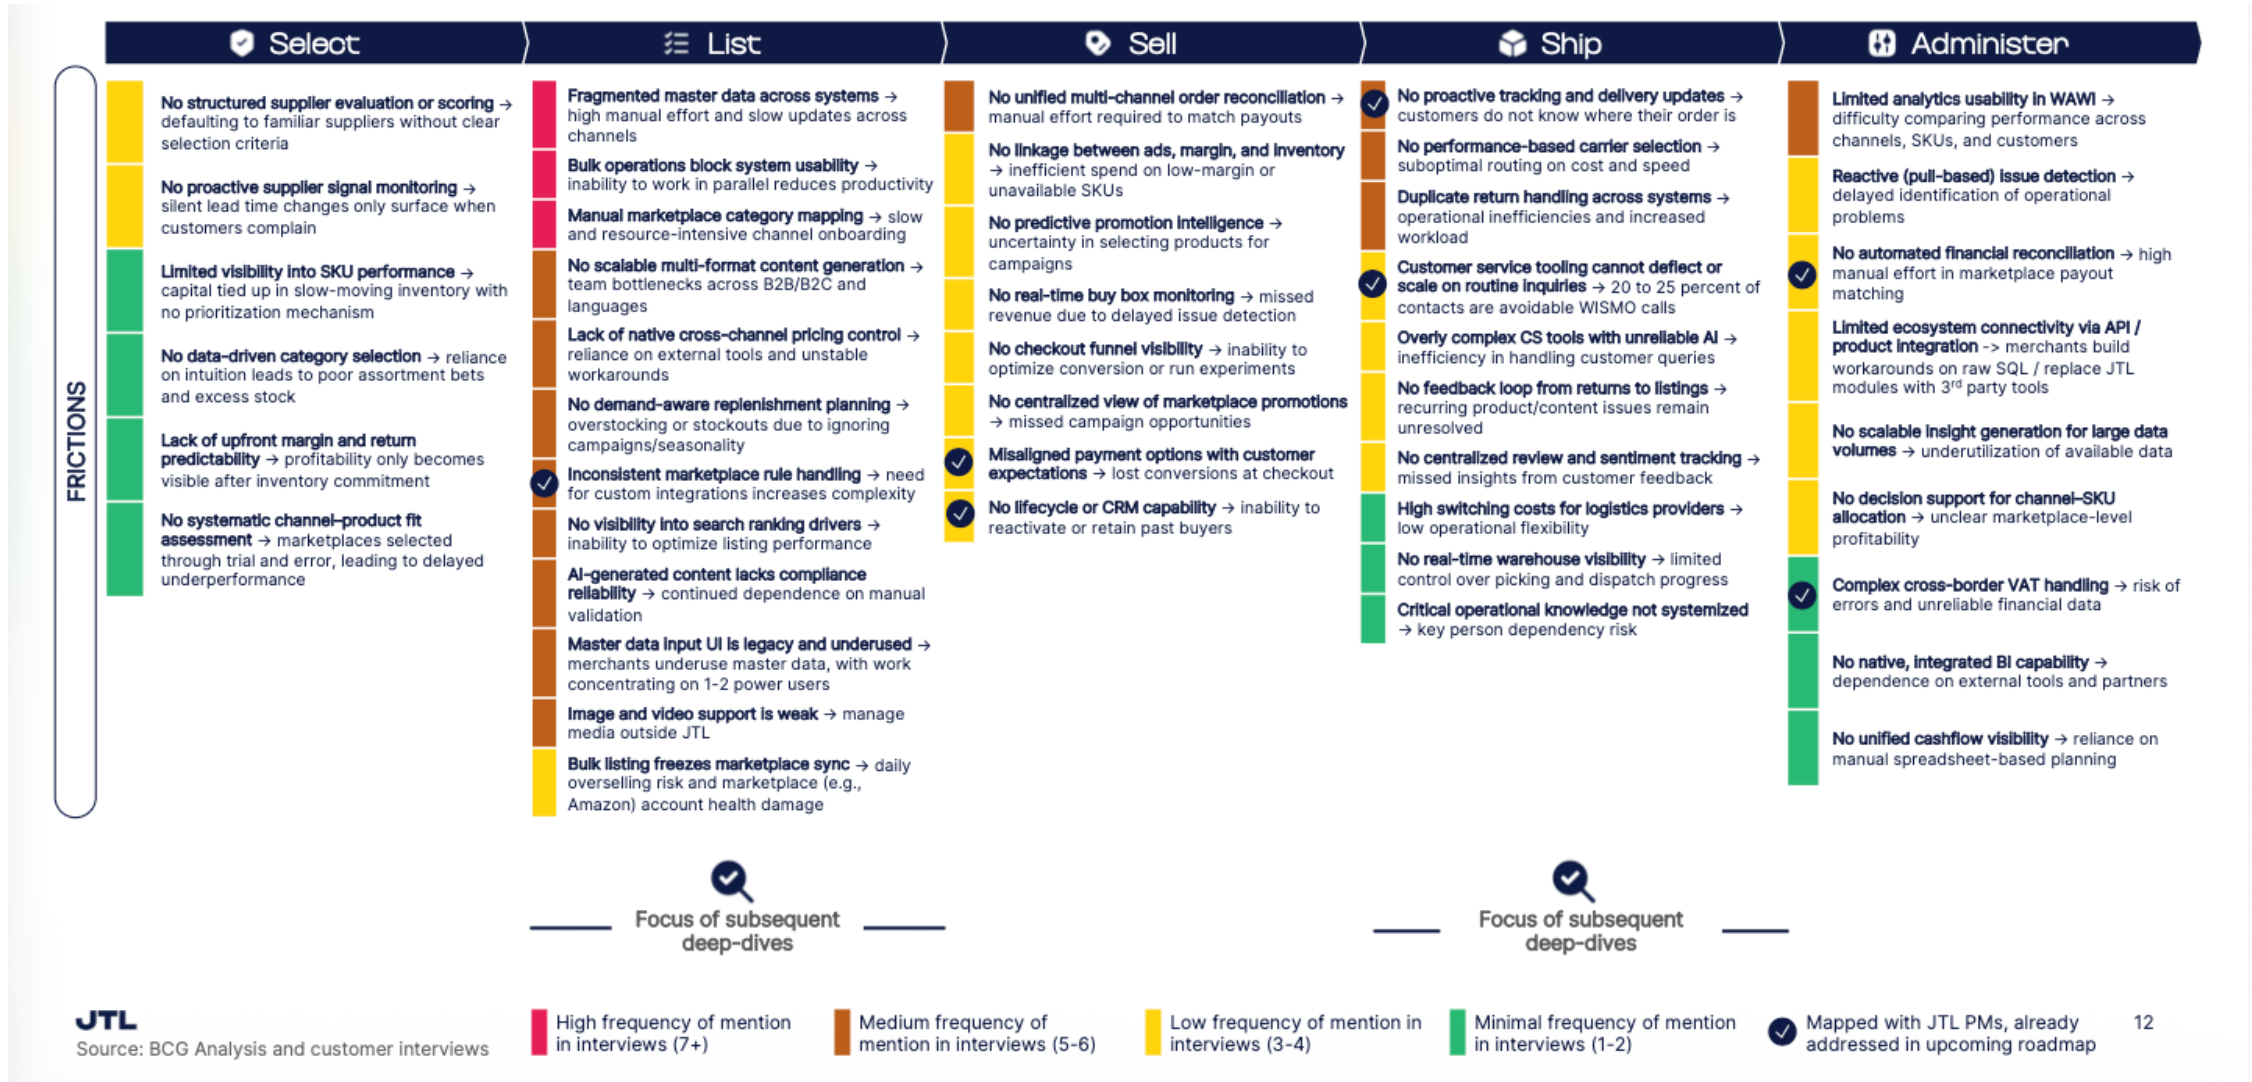 Select
List
Sell
Ship
Administer
FRICTIONS
No structured supplier evaluation or scoring →
defaulting to familiar suppliers without clear
selection criteria
No proactive supplier signal monitoring →
silent lead time changes only surface when
customers complain
Limited visibility into SKU performance →
capital tied up in slow-moving inventory with
no prioritization mechanism
No data-driven category selection → reliance
on intuition leads to poor assortment bets
and excess stock
Lack of upfront margin and return
predictability → profitability only becomes
visible after inventory commitment
No systematic channel–product fit
assessment → marketplaces selected
through trial and error, leading to delayed
underperformance
Fragmented master data across systems →
high manual effort and slow updates across
channels
Bulk operations block system usability →
inability to work in parallel reduces productivity
Manual marketplace category mapping → slow
and resource-intensive channel onboarding
No scalable multi-format content generation →
team bottlenecks across B2B/B2C and
languages
Lack of native cross-channel pricing control →
reliance on external tools and unstable
workarounds
No demand-aware replenishment planning →
overstocking or stockouts due to ignoring
campaigns/seasonality
Inconsistent marketplace rule handling → need
for custom integrations increases complexity
No visibility into search ranking drivers →
inability to optimize listing performance
AI-generated content lacks compliance
reliability → continued dependence on manual
validation
Master data input UI is legacy and underused →
merchants underuse master data, with work
concentrating on 1-2 power users
Image and video support is weak → manage
media outside JTL
Bulk listing freezes marketplace sync → daily
overselling risk and marketplace (e.g.,
Amazon) account health damage
No unified multi-channel order reconciliation →
manual effort required to match payouts
No linkage between ads, margin, and inventory
→ inefficient spend on low-margin or
unavailable SKUs
No predictive promotion intelligence →
uncertainty in selecting products for
campaigns
No real-time buy box monitoring → missed
revenue due to delayed issue detection
No checkout funnel visibility → inability to
optimize conversion or run experiments
No centralized view of marketplace promotions
→ missed campaign opportunities
Misaligned payment options with customer
expectations → lost conversions at checkout
No lifecycle or CRM capability → inability to
reactivate or retain past buyers
No proactive tracking and delivery updates →
customers do not know where their order is
No performance-based carrier selection →
suboptimal routing on cost and speed
Duplicate return handling across systems →
operational inefficiencies and increased
workload
Customer service tooling cannot deflect or
scale on routine inquiries → 20 to 25 percent of
contacts are avoidable WISMO calls
Overly complex CS tools with unreliable AI →
inefficiency in handling customer queries
No feedback loop from returns to listings →
recurring product/content issues remain
unresolved
No centralized review and sentiment tracking →
missed insights from customer feedback
High switching costs for logistics providers →
low operational flexibility
No real-time warehouse visibility → limited
control over picking and dispatch progress
Critical operational knowledge not systemized
→ key person dependency risk
Limited analytics usability in WAWI →
difficulty comparing performance across
channels, SKUs, and customers
Reactive (pull-based) issue detection →
delayed identification of operational
problems
No automated financial reconciliation → high
manual effort in marketplace payout
matching
Limited ecosystem connectivity via API /
product integration -> merchants build
workarounds on raw SQL / replace JTL
modules with 3rd party tools
No scalable insight generation for large data
volumes → underutilization of available data
No decision support for channel–SKU
allocation → unclear marketplace-level
profitability
Complex cross-border VAT handling → risk of
errors and unreliable financial data
No native, integrated BI capability →
dependence on external tools and partners
No unified cashflow visibility → reliance on
manual spreadsheet-based planning
Focus of subsequent
deep-dives
Focus of subsequent
deep-dives
JTL
Source: BCG Analysis and customer interviews
High frequency of mention
in interviews (7+)
Medium frequency of
mention in interviews (5-6)
Low frequency of mention in
interviews (3-4)
Minimal frequency of mention
in interviews (1-2)
Mapped with JTL PMs, already
addressed in upcoming roadmap
12